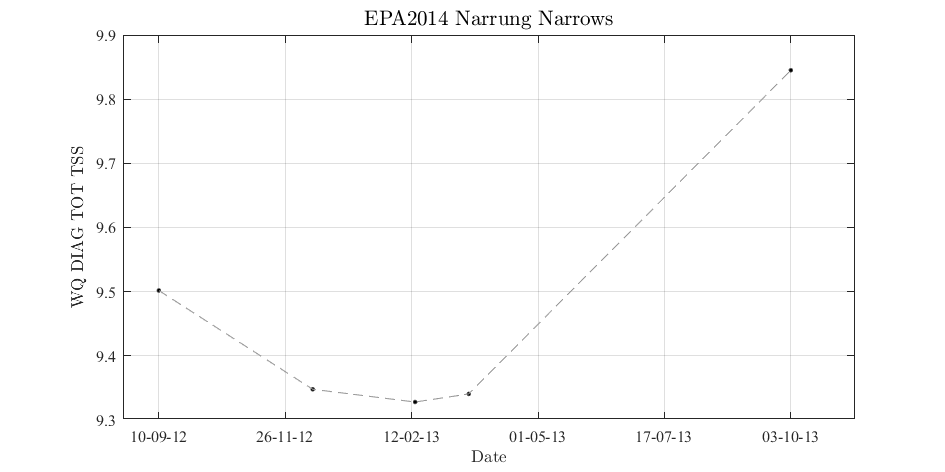 EPA2014 Narrung Narrows
9.9
9.8
9.7
9.6
9.5
9.4
9.3
WQ DIAG TOT TSS
10-09-12 26-11-12 12-02-13 01-05-13 17-07-13 03-10-13
Date